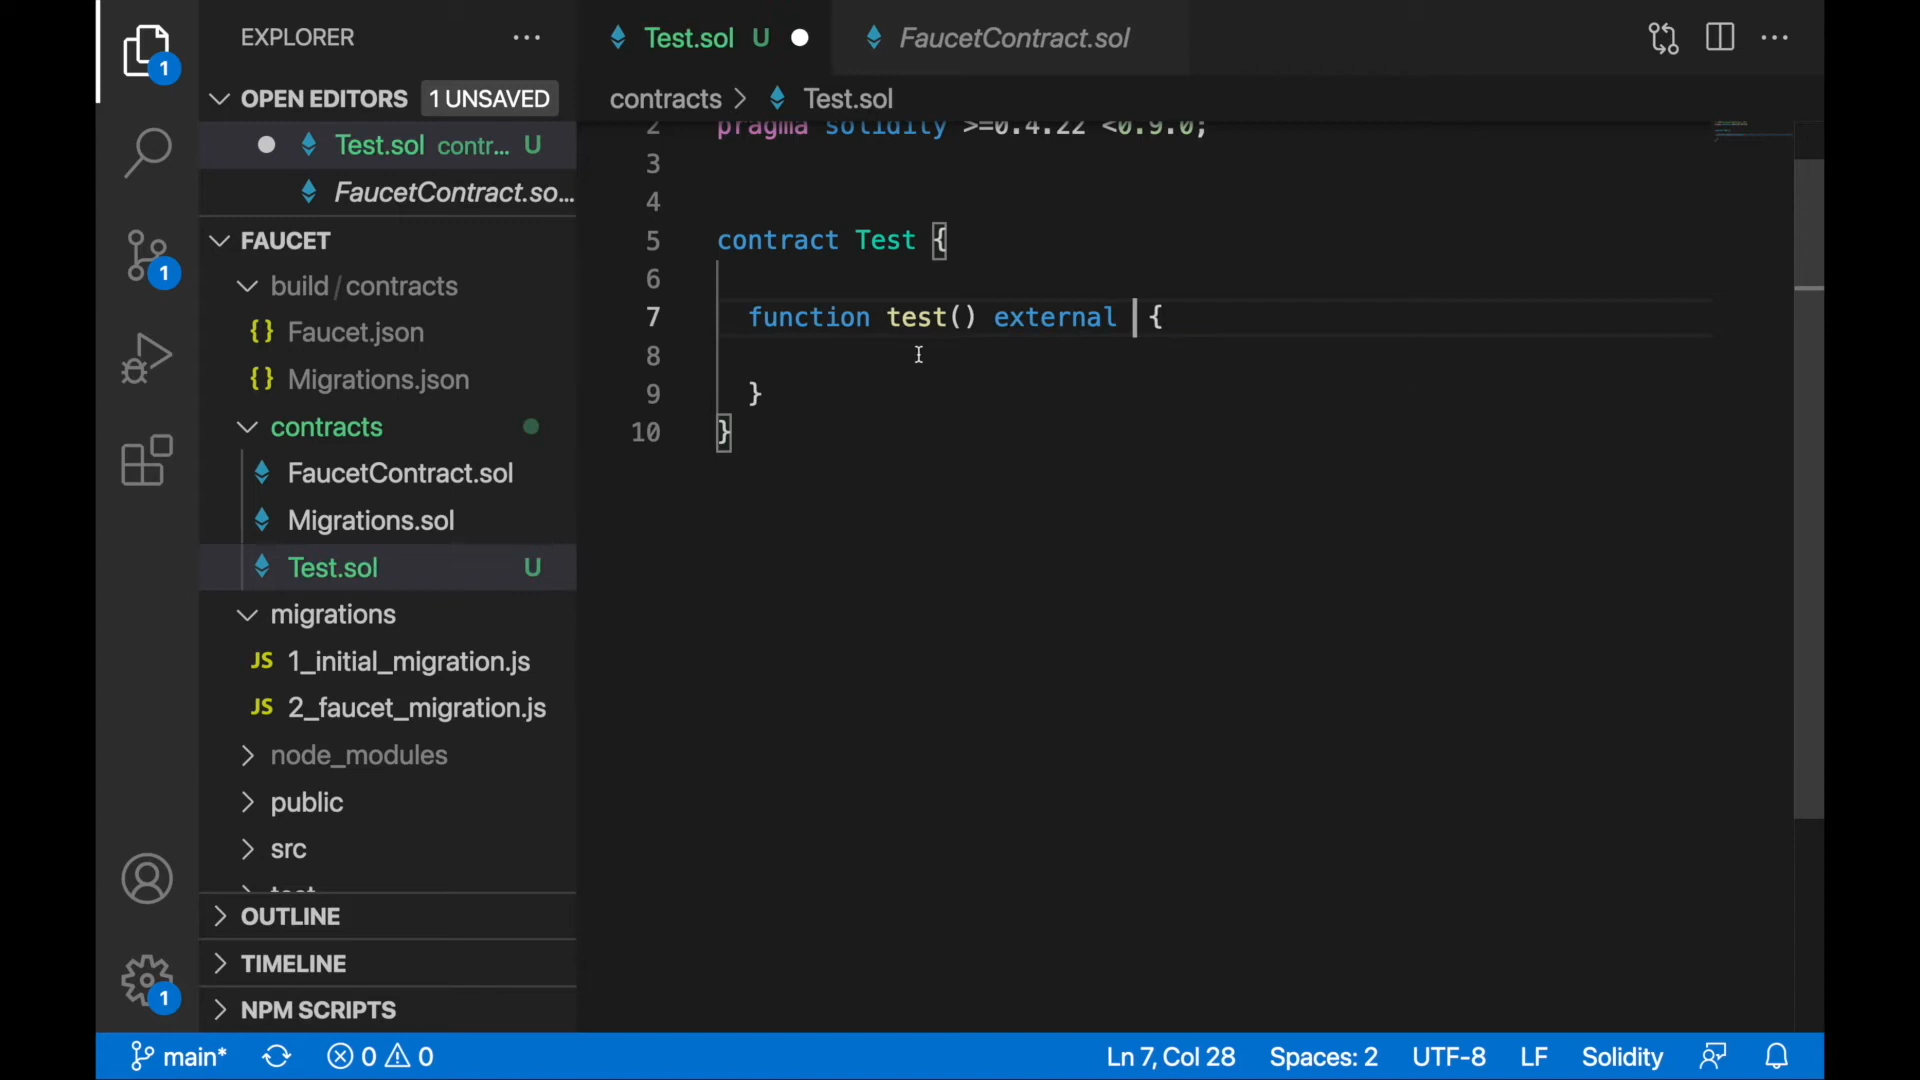 EXPLORER
1
OPEN EDITORS 1 UNSAVED
Test.sol contr... U
FaucetContract.so...
FAUCET
build/contracts
{} Faucet.json
{} Migrations.json
contracts
FaucetContract.sol
Migrations.sol
Test.sol U
migrations
JS 1_initial_migration.js
JS 2_faucet_migration.js
node_modules
public
src
OUTLINE
TIMELINE
NPM SCRIPTS
1
1
Test.sol U
FaucetContract.sol
contracts > Test.sol
2 pragma solidity >=0.4.22 <0.9.0;
3
4
5 contract Test {
6
7 function test() external {
8
9 }
10 }
main* 0 0
Ln 7, Col 28 Spaces: 2 UTF-8 LF Solidity